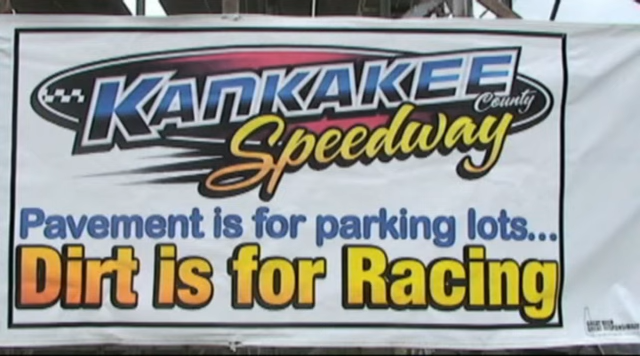 KANKAKEE
County
Speedway
Pavement is for parking lots...
Dirt is for Racing